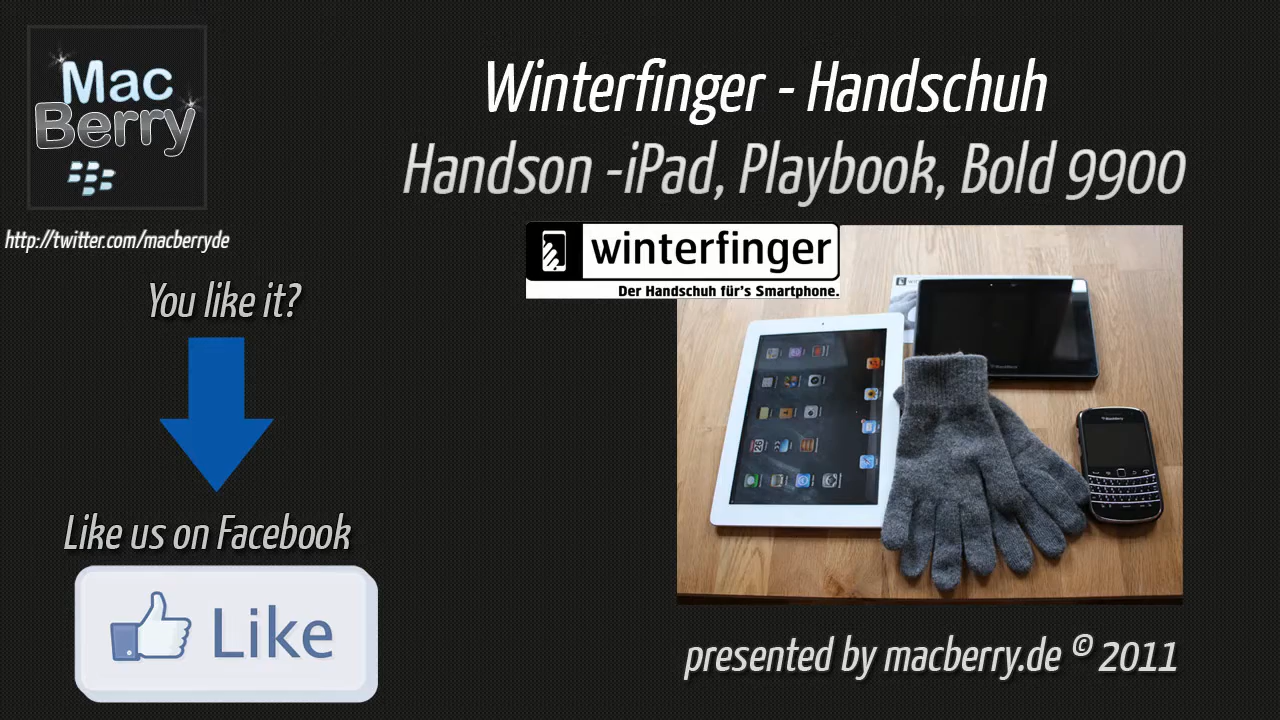 Mac
Berry
http://twitter.com/macberryde
You like it?
Like us on Facebook
Like
Winterfinger - Handschuh
Handson -iPad, Playbook, Bold 9900
winterfinger
Der Handschuh für's Smartphone.
presented by macberry.de © 2011